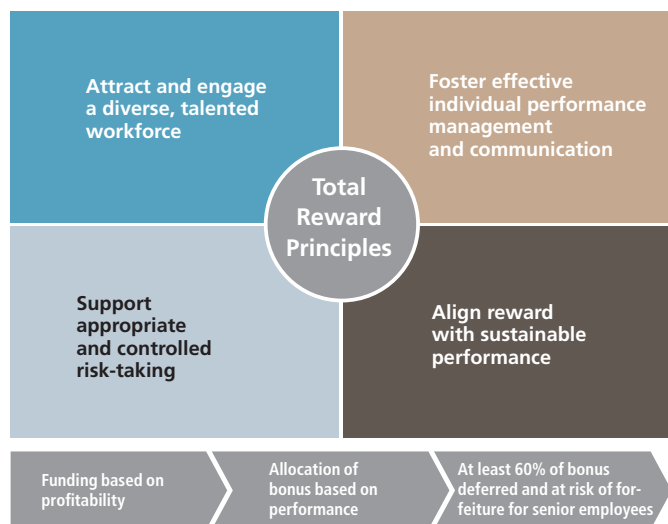 Attract and engage
a diverse, talented
workforce
Foster effective
individual performance
management
and communication
Total
Reward
Principles
Support
appropriate
and controlled
risk-taking
Align reward
with sustainable
performance
Funding based on
profitability
Allocation of
bonus based on
performance
At least 60% of bonus
deferred and at risk of for-
feiture for senior employees